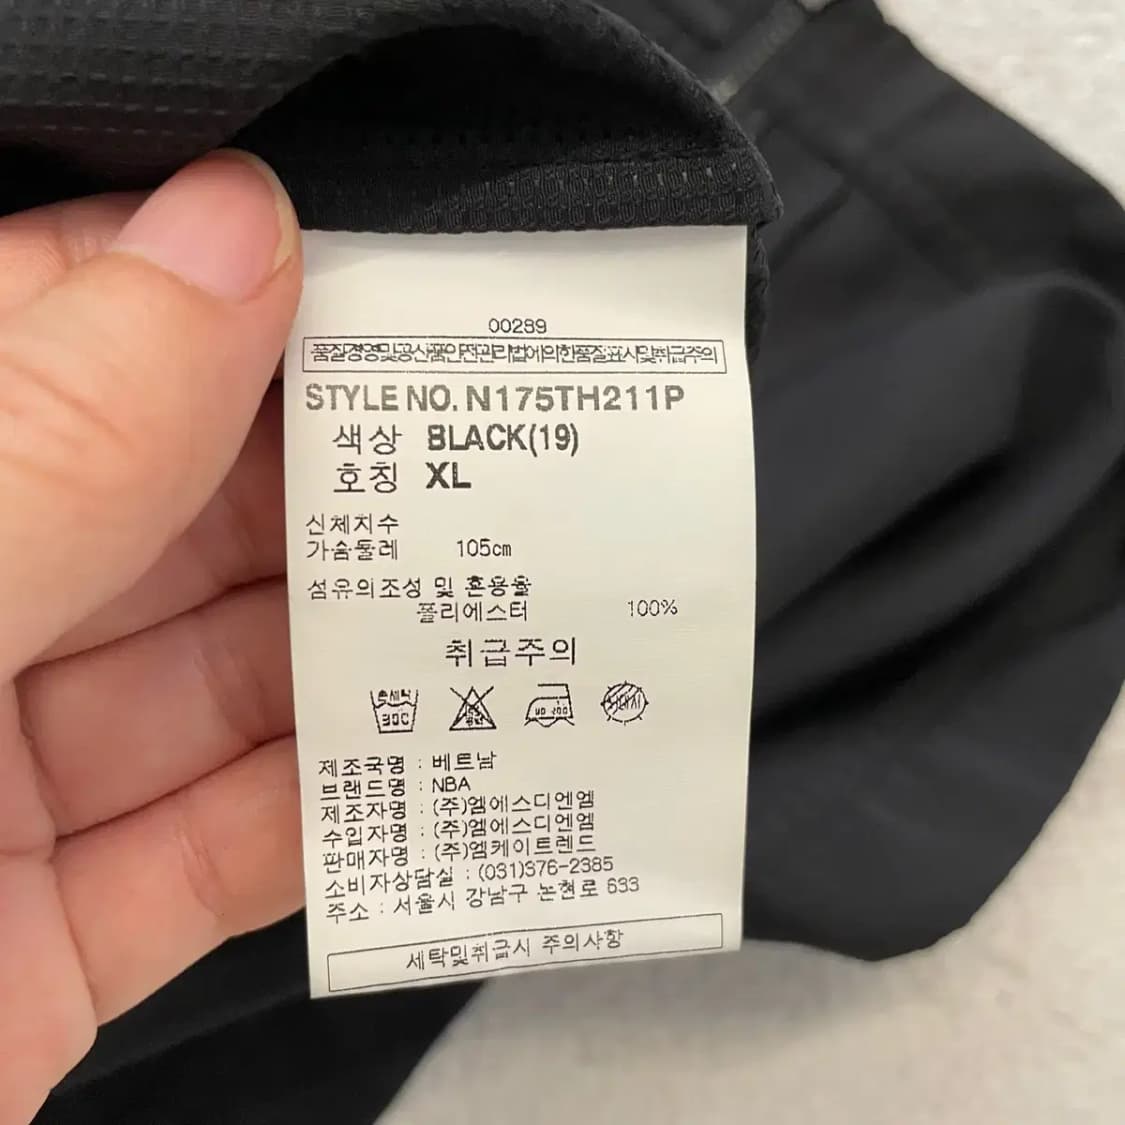 00289
품질경영및공산품안전관리법에의한품질표시및취급주의
STYLE NO. N175TH211P
색상 BLACK(19)
호칭 XL
신체치수
가슴둘레 105cm
섬유의조성 및 혼용율
폴리에스터 100%
취급주의
손세탁
30C
제조국명 : 베트남
브랜드명 : NBA
제조자명 : (주)엠에스디엔엠
수입자명 : (주)엠에스디엔엠
판매자명 : (주)엠케이트렌드
소비자상담실 : (031)376-2385
주소 : 서울시 강남구 논현로 633
세탁및취급시 주의사항